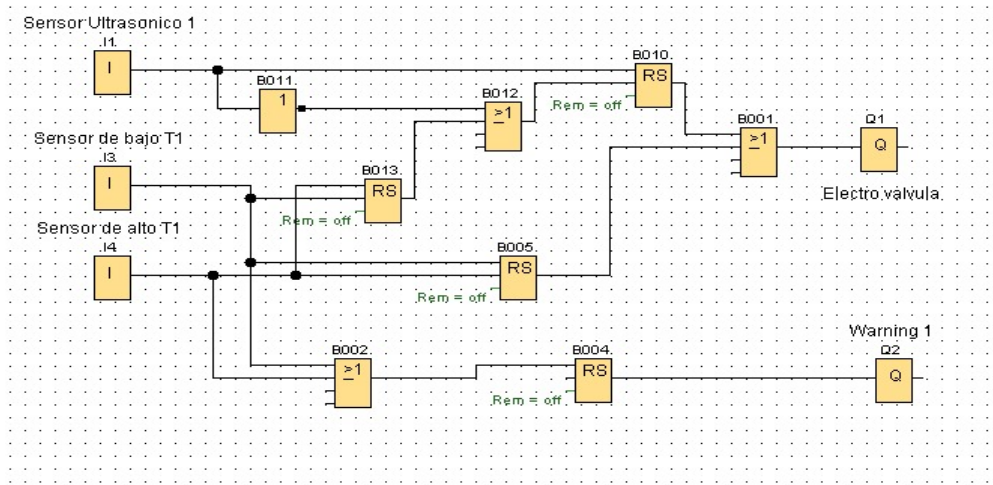 Sensor Ultrasonico 1
I1
I
B011
1
B012
>1
B010
RS
Rem = off
B001
>1
Q1
Q
Electro valvula
Sensor de bajo T1
I3
I
B013
RS
Rem = off
Sensor de alto T1
I4
I
B005
RS
Rem = off
B002
>1
B004
RS
Rem = off
Warning 1
Q2
Q